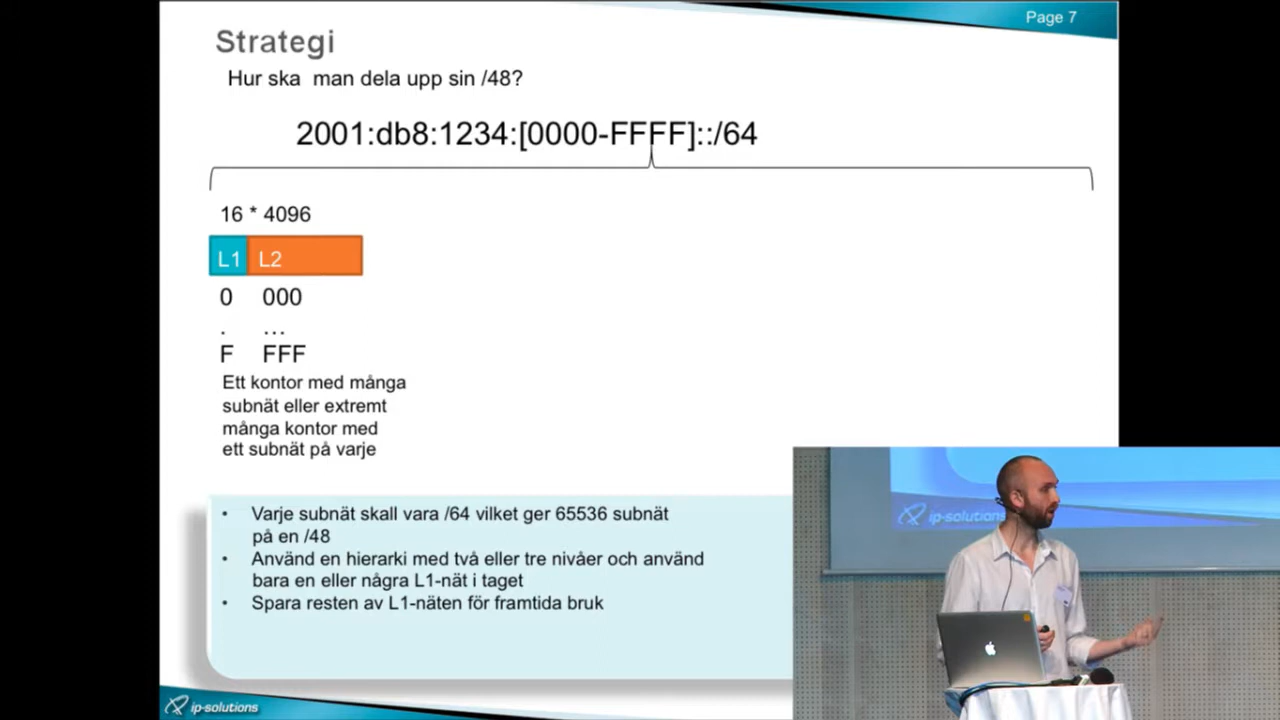 Page 7
Strategi
Hur ska man dela upp sin /48?
2001:db8:1234:[0000-FFFF]::/64
16 * 4096
L1 L2
0 000
. ...
F FFF
Ett kontor med många
subnät eller extremt
många kontor med
ett subnät på varje
• Varje subnät skall vara /64 vilket ger 65536 subnät
på en /48
• Använd en hierarki med två eller tre nivåer och använd
bara en eller några L1-nät i taget
• Spara resten av L1-näten för framtida bruk
ip-solutions
ip-solutions